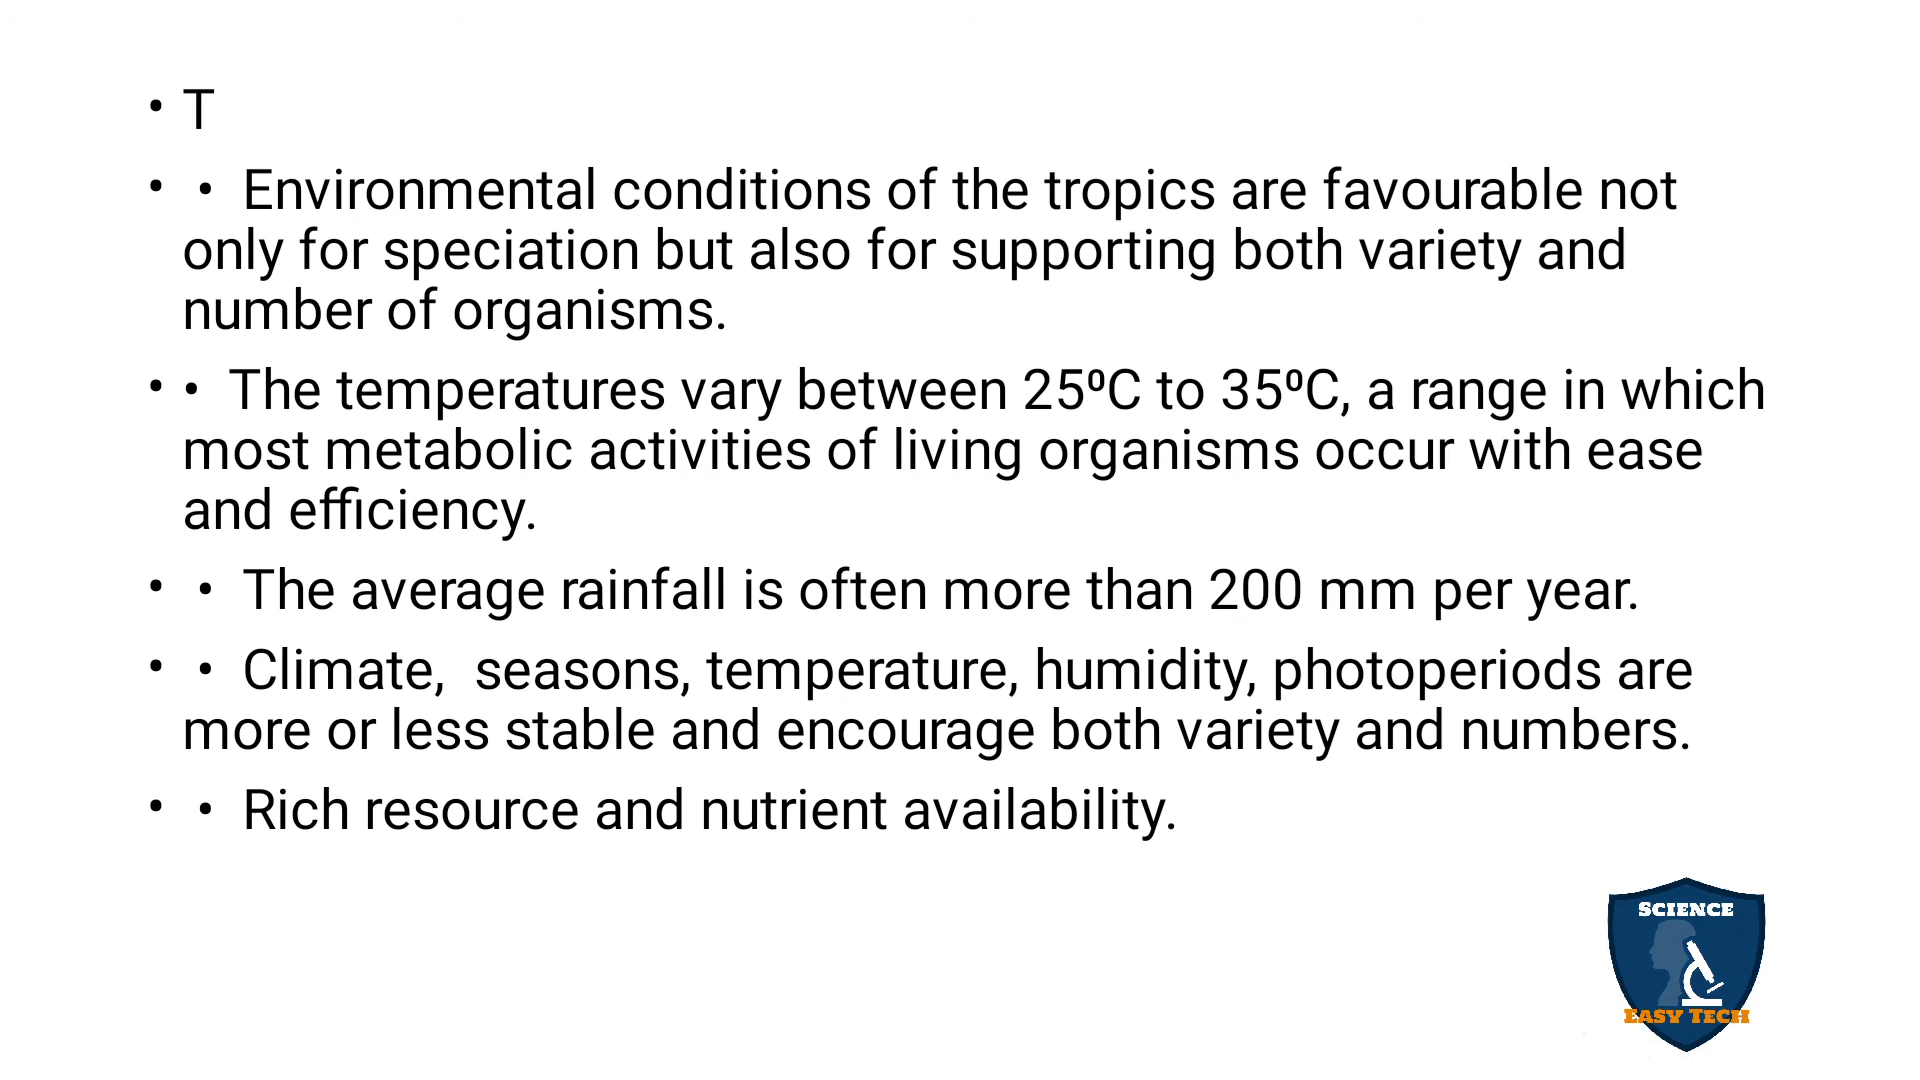 • T
• • Environmental conditions of the tropics are favourable not
only for speciation but also for supporting both variety and
number of organisms.
• • The temperatures vary between 25⁰C to 35⁰C, a range in which
most metabolic activities of living organisms occur with ease
and efficiency.
• • The average rainfall is often more than 200 mm per year.
• • Climate,  seasons, temperature, humidity, photoperiods are
more or less stable and encourage both variety and numbers.
• • Rich resource and nutrient availability.
SCIENCE
EASY TECH